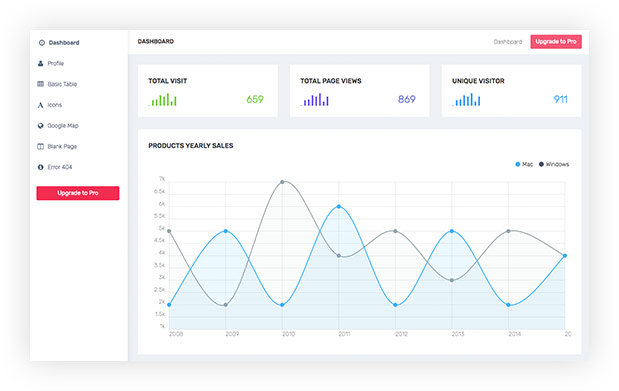 Dashboard
Profile
Basic Table
Icons
Google Map
Blank Page
Error 404
Upgrade to Pro
DASHBOARD
Dashboard
Upgrade to Pro
TOTAL VISIT
659
TOTAL PAGE VIEWS
869
UNIQUE VISITOR
911
PRODUCTS YEARLY SALES
Mac Windows
7k
6.5k
6k
5.5k
5k
4.5k
4k
3.5k
3k
2.5k
2k
1.5k
1k
2008 2009 2010 2011 2012 2013 2014 20